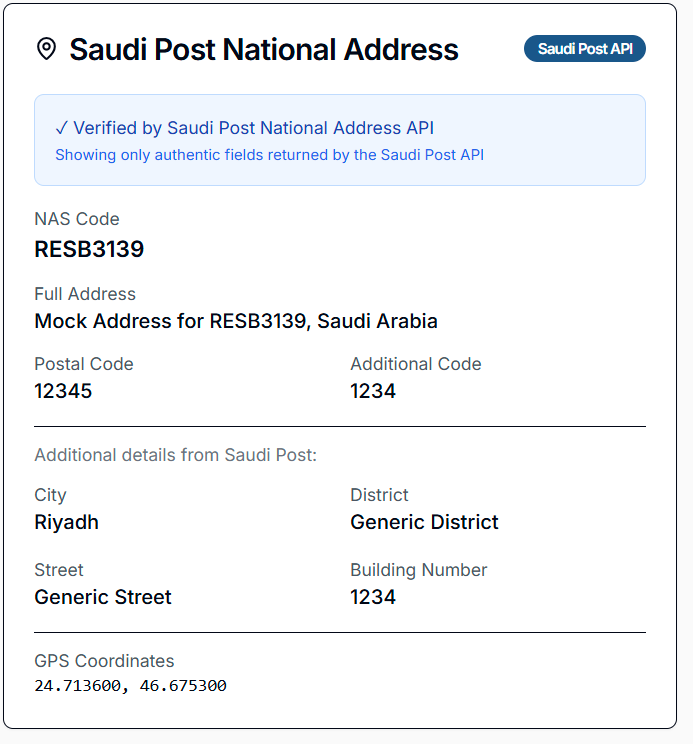 Saudi Post National Address
Saudi Post API
✓ Verified by Saudi Post National Address API
Showing only authentic fields returned by the Saudi Post API
NAS Code
RESB3139
Full Address
Mock Address for RESB3139, Saudi Arabia
Postal Code
12345
Additional Code
1234
Additional details from Saudi Post:
City
Riyadh
District
Generic District
Street
Generic Street
Building Number
1234
GPS Coordinates
24.713600, 46.675300